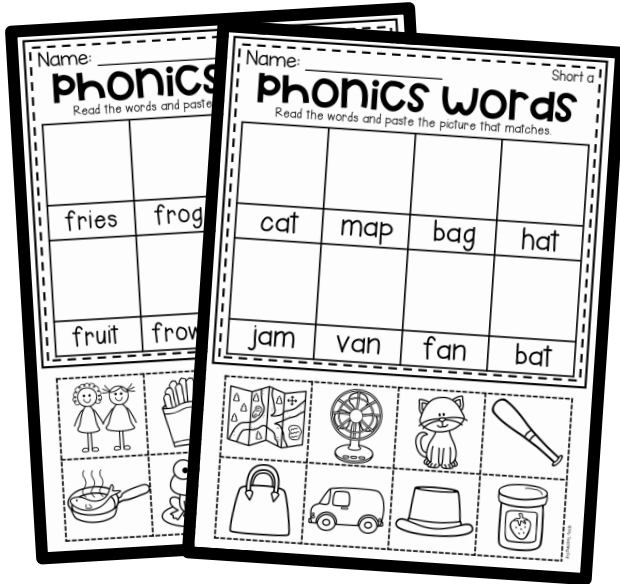 Name:
phonics
Read the words and paste
fries frog
fruit frow
Name:
Short a
phonics words
Read the words and paste the picture that matches.
cat map bag hat
jam van fan bat